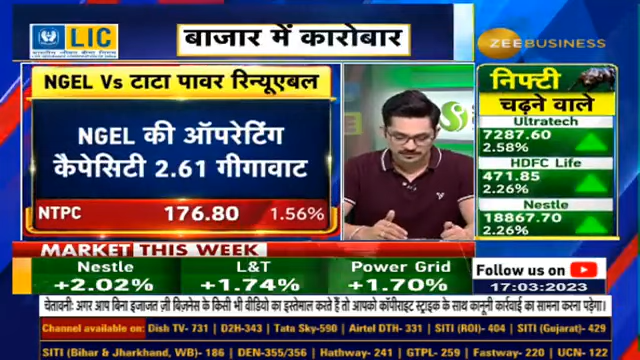 LIC
बाज़ार में कारोबार
ZEE BUSINESS
NGEL Vs टाटा पावर रिन्यूएबल
NGEL की ऑपरेटिंग
कैपेसिटी 2.61 गीगावाट
NTPC 176.80 1.56%
निफ्टी
चढ़ने वाले
Ultratech
7287.60
2.58%
HDFC Life
471.85
2.26%
Nestle
18867.70
2.26%
MARKET THIS WEEK
Nestle
+2.02%
L&T
+1.74%
Power Grid
+1.70%
Follow us on
17:03:2023
चेतावनी: अगर आप बिना इजाजत ज़ी बिज़नेस के किसी भी वीडियो का इस्तेमाल करते हैं तो आपको कॉपीराइट स्ट्राइक के साथ कानूनी कार्रवाई का सामना करना पड़ेगा।
Channel available on: Dish TV- 731 | D2H-343 | Tata Sky-590 | Airtel DTH- 331 | SITI (ROI) - 404 | SITI (Gujarat) - 429
SITI (Bihar & Jharkhand, WB)- 186 | DEN-355/356 | Hathway-241 | GTPL- 259 | Fastway-220 | UCN-122